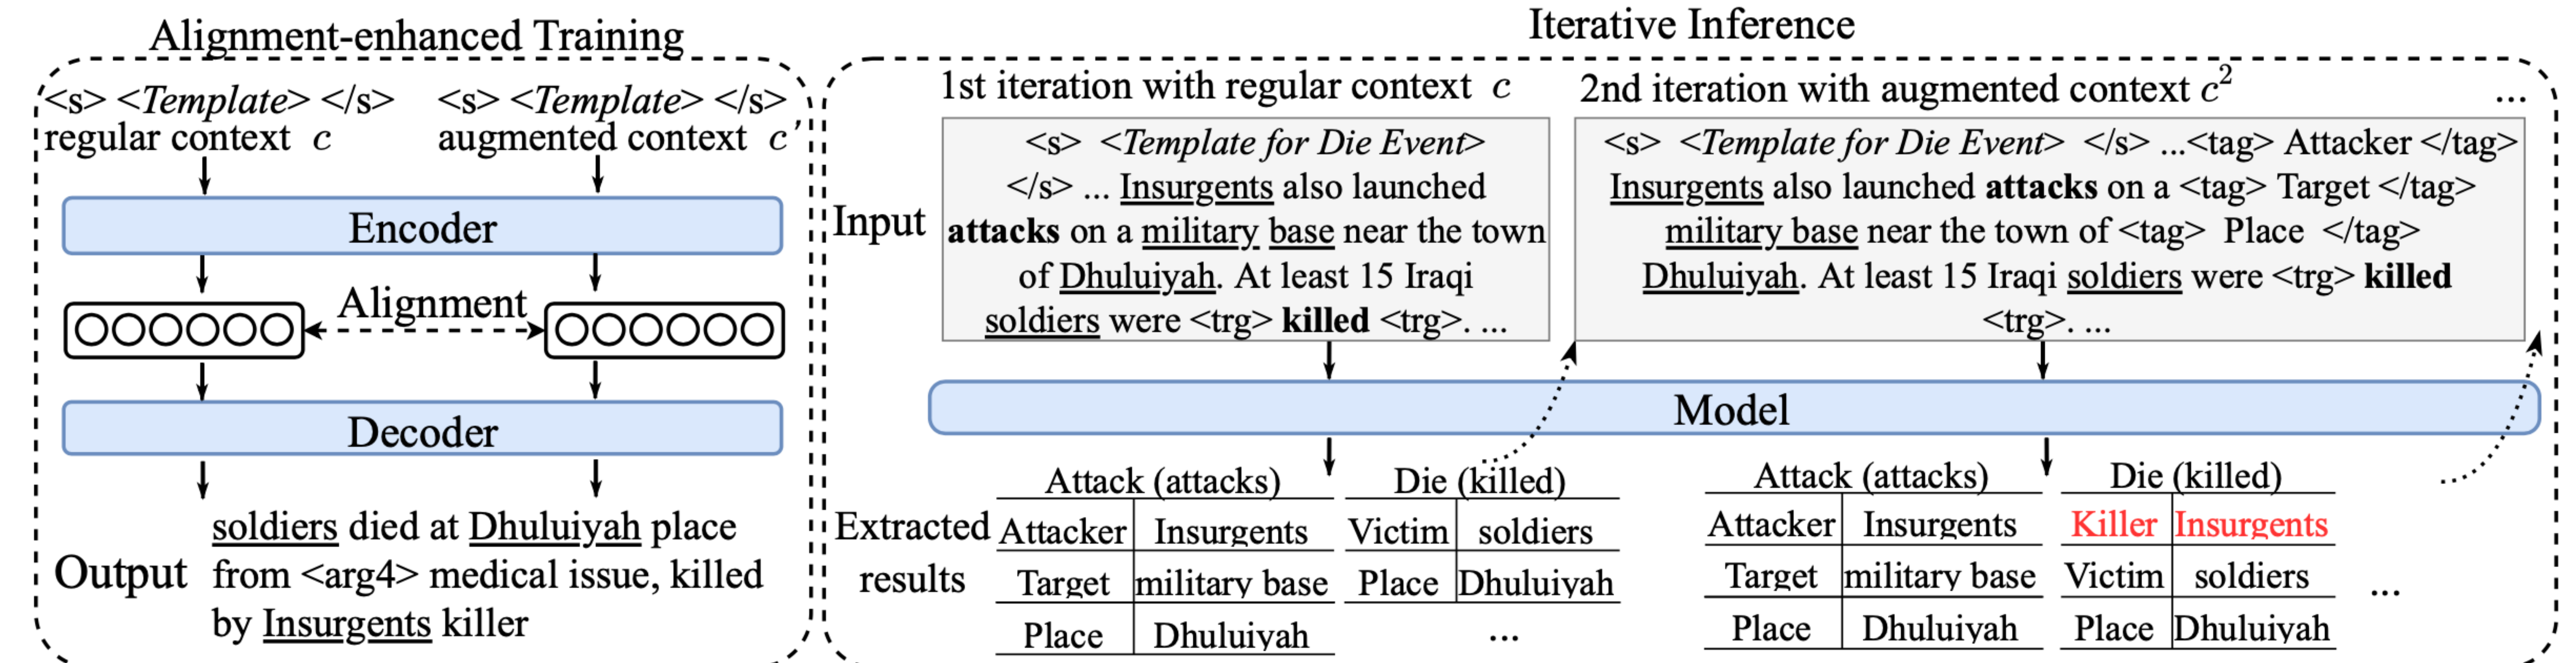 Alignment-enhanced Training
<s> <Template> </s>
regular context c
<s> <Template> </s>
augmented context c’
Encoder
Alignment
Decoder
Output
soldiers died at Dhuluiyah place
from <arg4> medical issue, killed
by Insurgents killer
Iterative Inference
1st iteration with regular context c
2nd iteration with augmented context c²
...
Input
<s> <Template for Die Event>
</s> ... Insurgents also launched
attacks on a military base near the town
of Dhuluiyah. At least 15 Iraqi
soldiers were <trg> killed <trg>. ...
<s> <Template for Die Event> </s> ...<tag> Attacker </tag>
Insurgents also launched attacks on a <tag> Target </tag>
military base near the town of <tag> Place </tag>
Dhuluiyah. At least 15 Iraqi soldiers were <trg> killed
<trg>. ...
Model
Extracted
results
Attack (attacks)
Attacker Insurgents
Target military base
Place Dhuluiyah
Die (killed)
Victim soldiers
Place Dhuluiyah
...
Attack (attacks)
Attacker Insurgents
Target military base
Place Dhuluiyah
Die (killed)
Killer Insurgents
Victim soldiers
Place Dhuluiyah
...